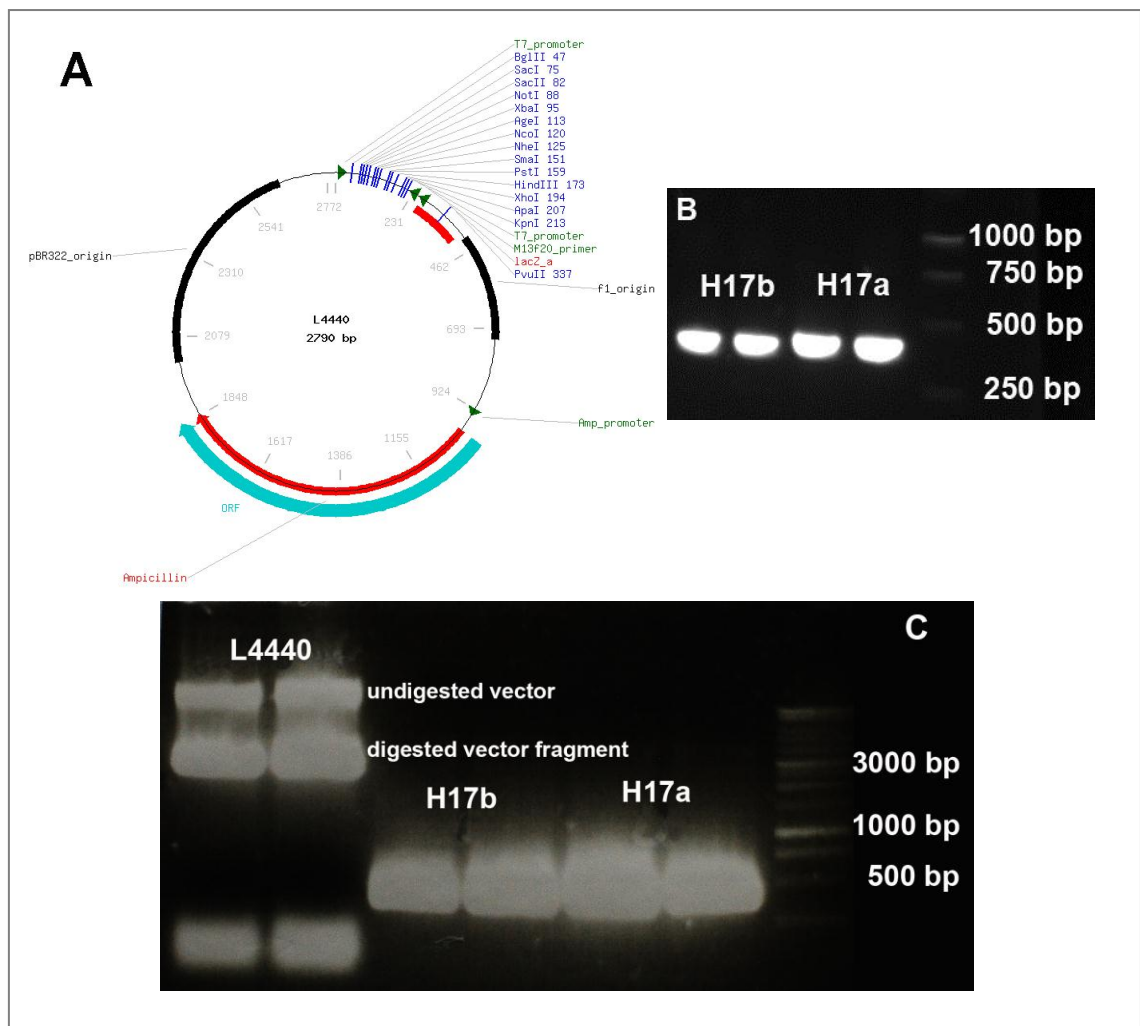 A
T7_promoter
BglII 47
SacI 75
SacII 82
NotI 88
XbaI 95
AgeI 113
NcoI 120
NheI 125
SmaI 151
PstI 159
HindIII 173
XhoI 194
ApaI 207
KpnI 213
T7_promoter
M13f20_primer
lacZ_a
PvuII 337
f1_origin
2772
231
2541
462
pBR322_origin
2310
L4440
2790 bp
2079
693
924
1848
Amp_promoter
1617
1155
1386
ORF
Ampicillin
B
1000 bp
750 bp
H17b H17a
500 bp
250 bp
C
L4440
undigested vector
digested vector fragment
3000 bp
H17b H17a
1000 bp
500 bp